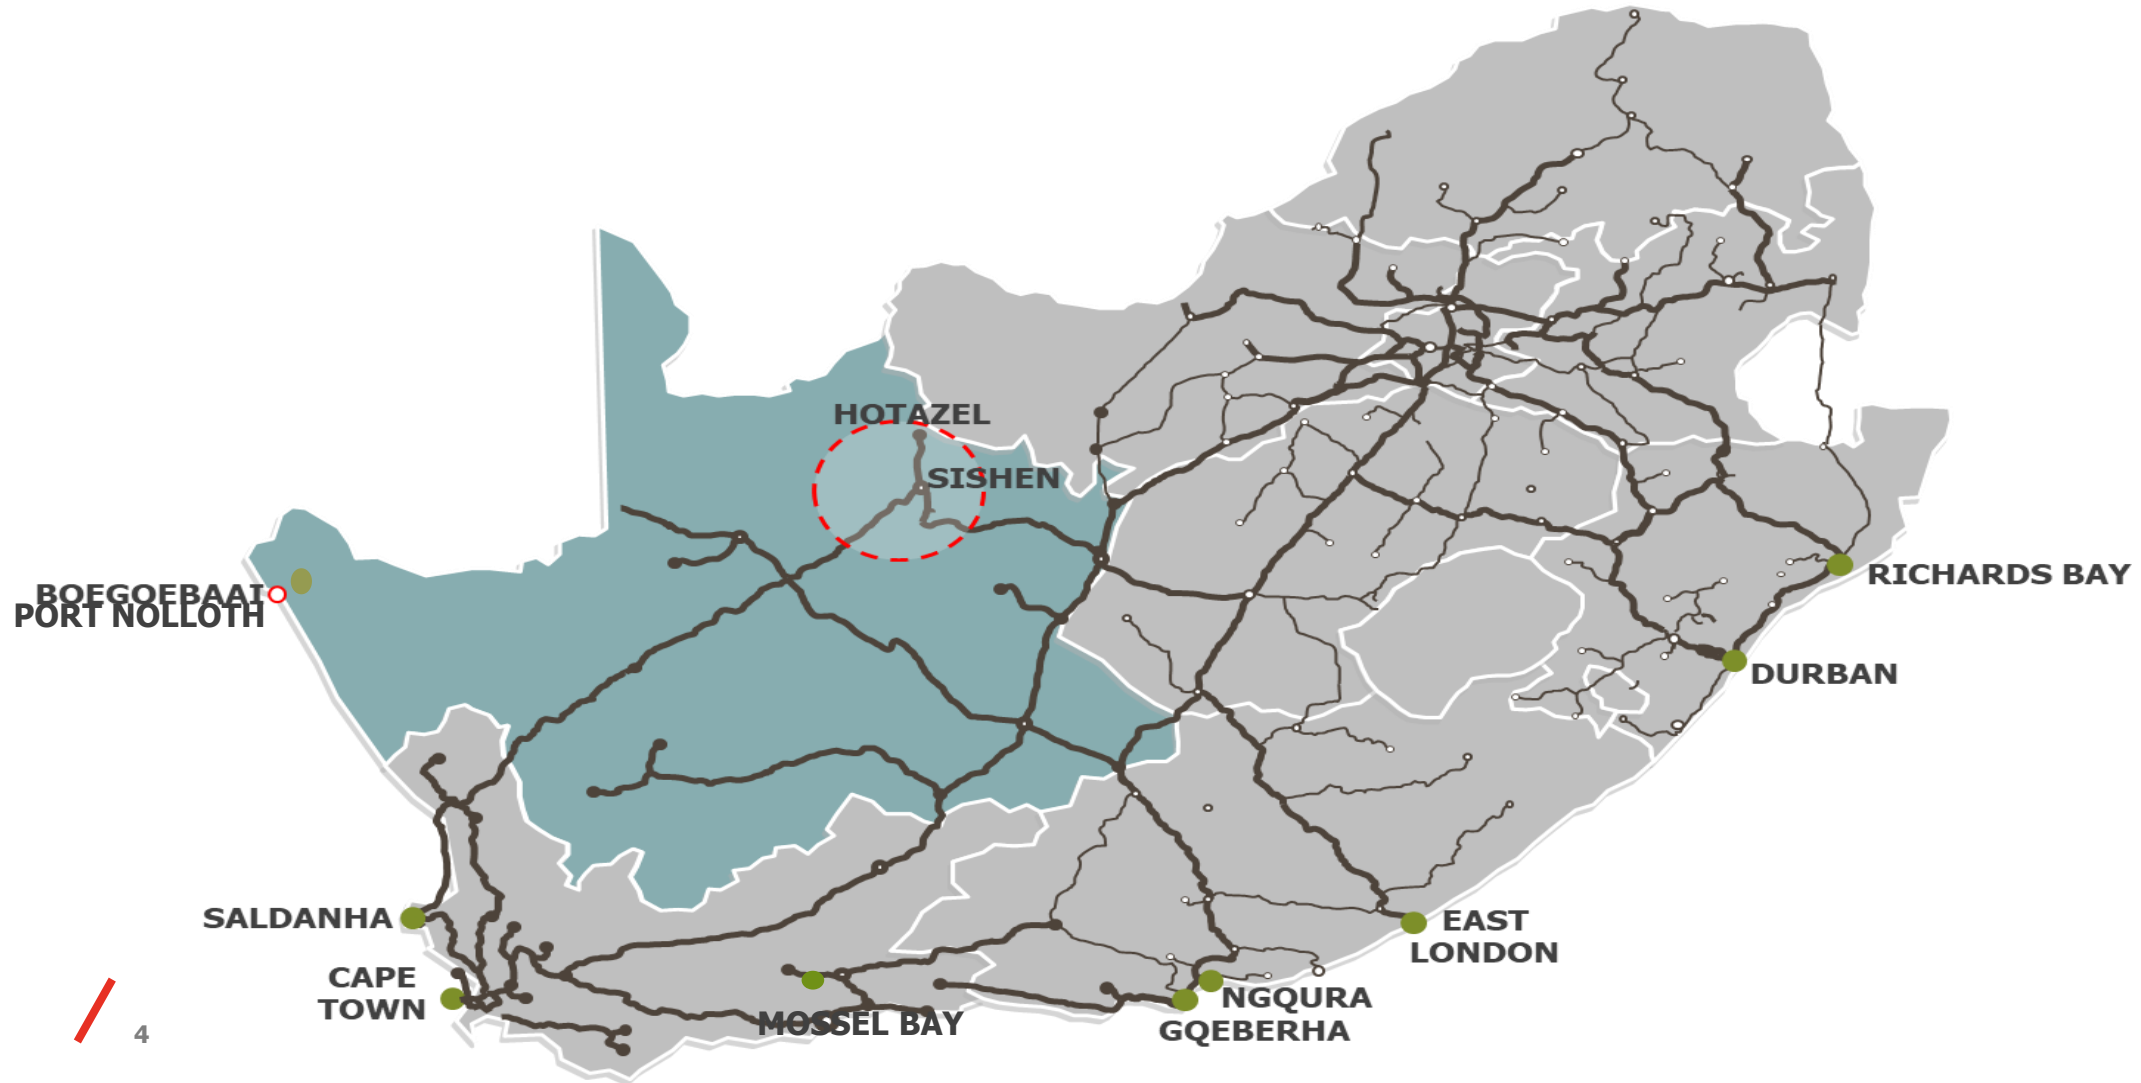 HOTAZEL
SISHEN
BOEGOEBAAI
PORT NOLLOTH
RICHARDS BAY
DURBAN
SALDANHA
EAST
LONDON
CAPE
TOWN
NGQURA
MOSSEL BAY
GQEBERHA
4